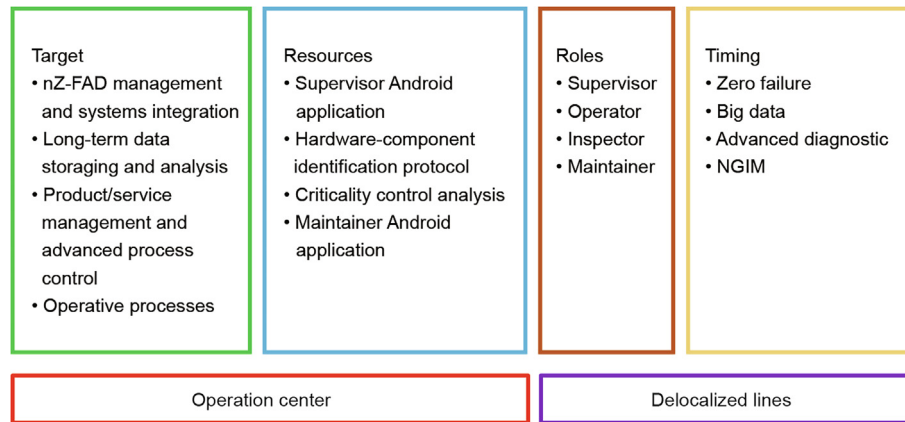 Target
• nZ-FAD management
and systems integration
• Long-term data
storaging and analysis
• Product/service
management and
advanced process
control
• Operative processes
Resources
• Supervisor Android
application
• Hardware-component
identification protocol
• Criticality control analysis
• Maintainer Android
application
Roles
• Supervisor
• Operator
• Inspector
• Maintainer
Timing
• Zero failure
• Big data
• Advanced diagnostic
• NGIM
Operation center
Delocalized lines